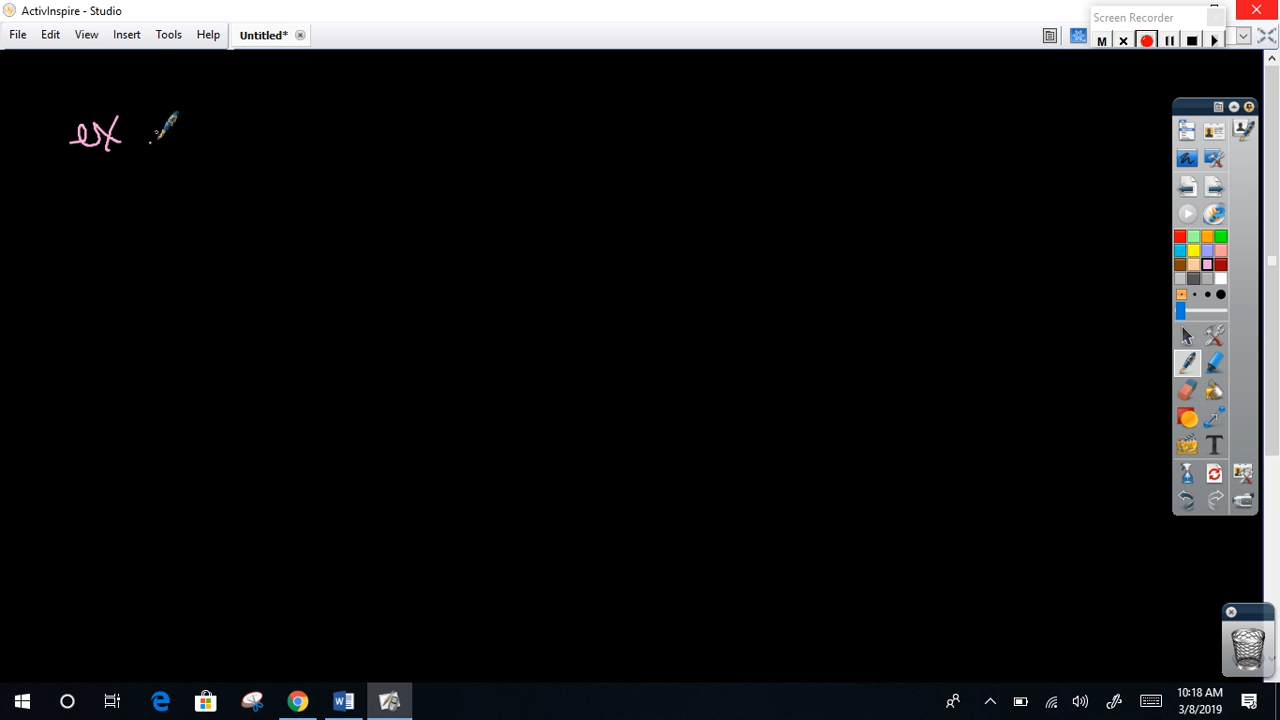 ActivInspire - Studio
Screen Recorder
File Edit View Insert Tools Help Untitled*
M
ex
T
10:18 AM
3/8/2019